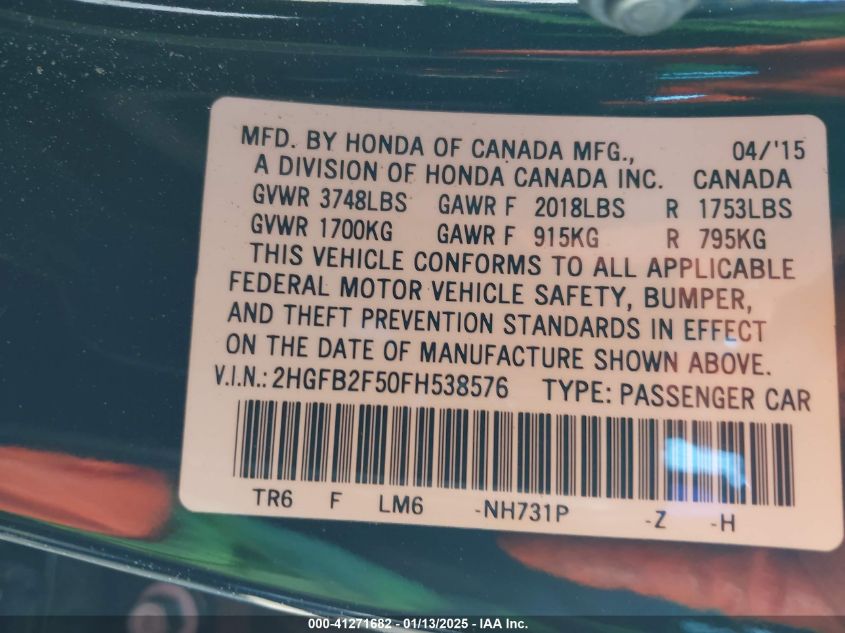 MFD. BY HONDA OF CANADA MFG., 04/'15
A DIVISION OF HONDA CANADA INC. CANADA
GVWR 3748LBS GAWR F 2018LBS R 1753LBS
GVWR 1700KG GAWR F 915KG R 795KG
THIS VEHICLE CONFORMS TO ALL APPLICABLE
FEDERAL MOTOR VEHICLE SAFETY, BUMPER,
AND THEFT PREVENTION STANDARDS IN EFFECT
ON THE DATE OF MANUFACTURE SHOWN ABOVE.
V.I.N.: 2HGFB2F50FH538576 TYPE: PASSENGER CAR
TR6 F LM6 -NH731P -Z -H
000-41271682 - 01/13/2025 - IAA Inc.